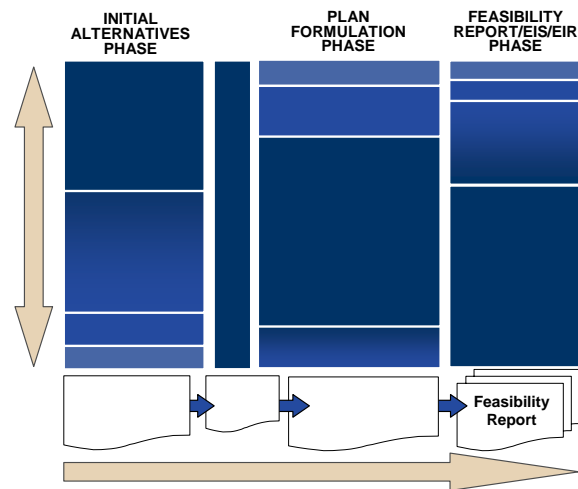 INITIAL
ALTERNATIVES
PHASE
PLAN
FORMULATION
PHASE
FEASIBILITY
REPORT/EIS/EIR
PHASE
Feasibility
Report